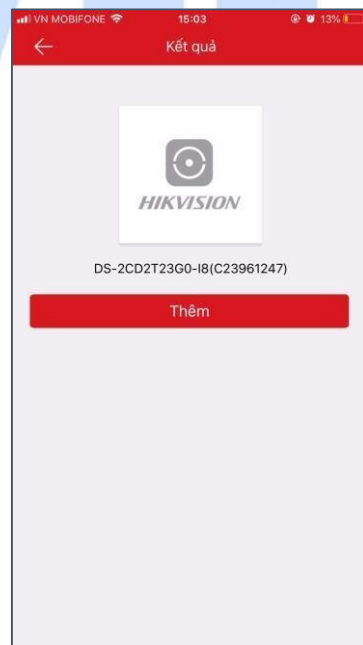 VN MOBIFONE 15:03 13%
Kết quả
HIKVISION
DS-2CD2T23G0-I8(C23961247)
Thêm